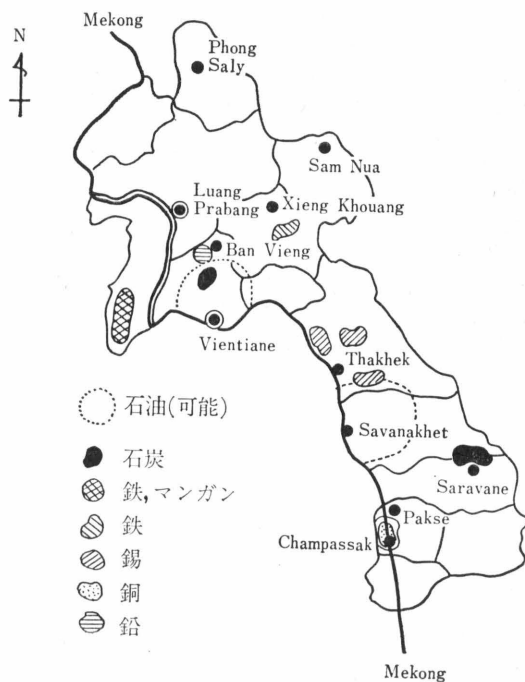 Mekong
N
Phong
Saly
Sam Nua
Luang
Prabang
Xieng Khouang
Ban Vieng
Vientiane
Thakhek
石油(可能)
石炭
Savanakhet
鉄,マンガン
Saravane
鉄
Pakse
錫
Champassak
銅
鉛
Mekong